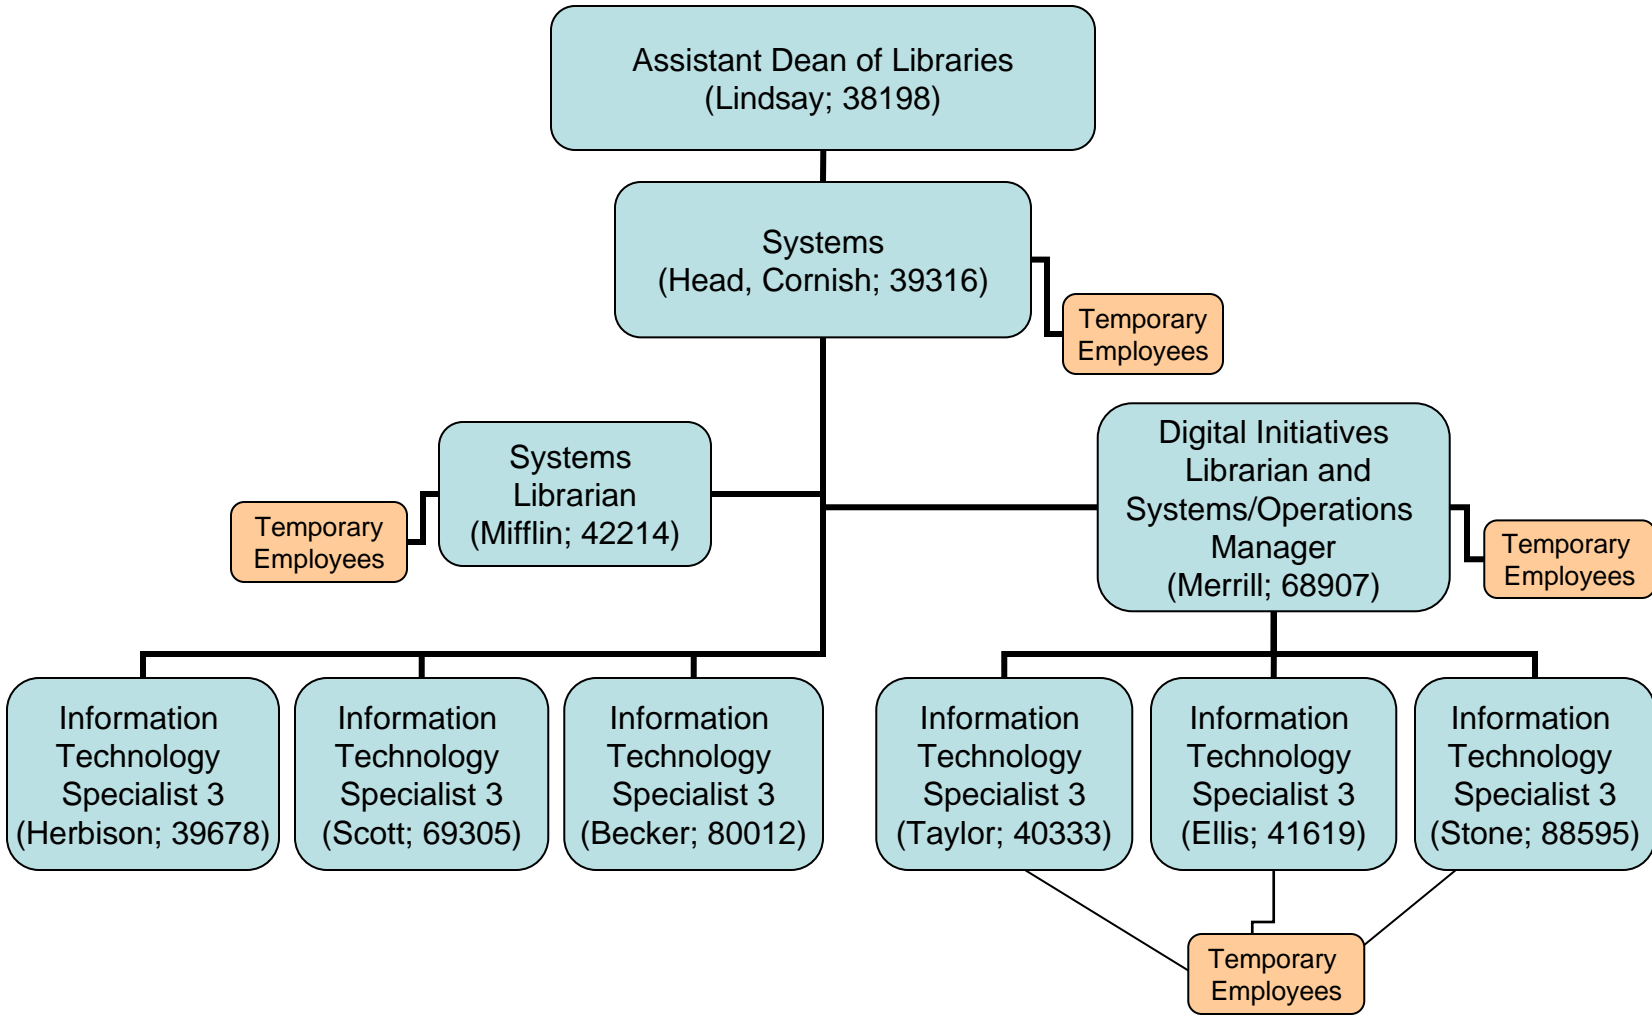 Assistant Dean of Libraries
(Lindsay; 38198)
Systems
(Head, Cornish; 39316)
Temporary
Employees
Systems
Librarian
(Mifflin; 42214)
Temporary
Employees
Digital Initiatives
Librarian and
Systems/Operations
Manager
(Merrill; 68907)
Temporary
Employees
Information
Technology
Specialist 3
(Herbison; 39678)
Information
Technology
Specialist 3
(Scott; 69305)
Information
Technology
Specialist 3
(Becker; 80012)
Information
Technology
Specialist 3
(Taylor; 40333)
Information
Technology
Specialist 3
(Ellis; 41619)
Information
Technology
Specialist 3
(Stone; 88595)
Temporary
Employees